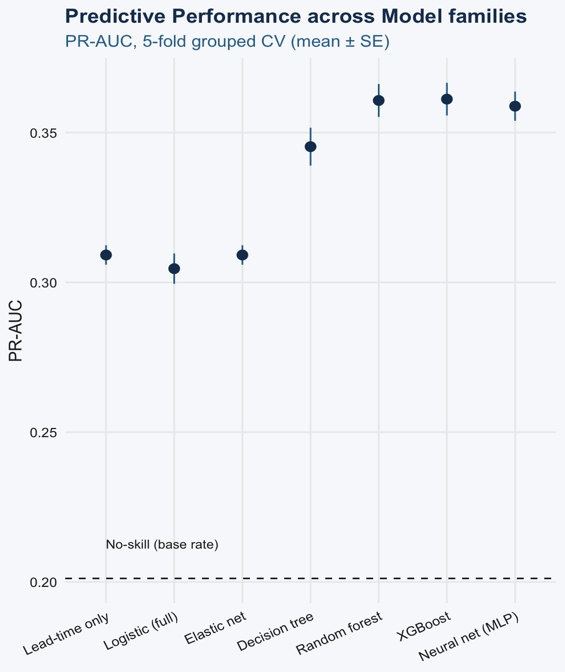 Predictive Performance across Model families
PR-AUC, 5-fold grouped CV (mean ± SE)
PR-AUC
0.35
0.30
0.25
0.20
No-skill (base rate)
Lead-time only
Logistic (full)
Elastic net
Decision tree
Random forest
XGBoost
Neural net (MLP)